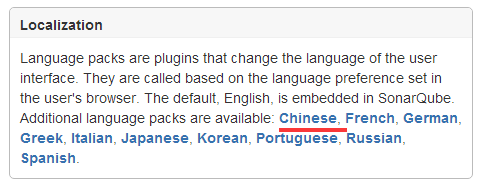 Localization
Language packs are plugins that change the language of the user
interface. They are called based on the language preference set in
the user's browser. The default, English, is embedded in SonarQube.
Additional language packs are available: Chinese, French, German,
Greek, Italian, Japanese, Korean, Portuguese, Russian,
Spanish.